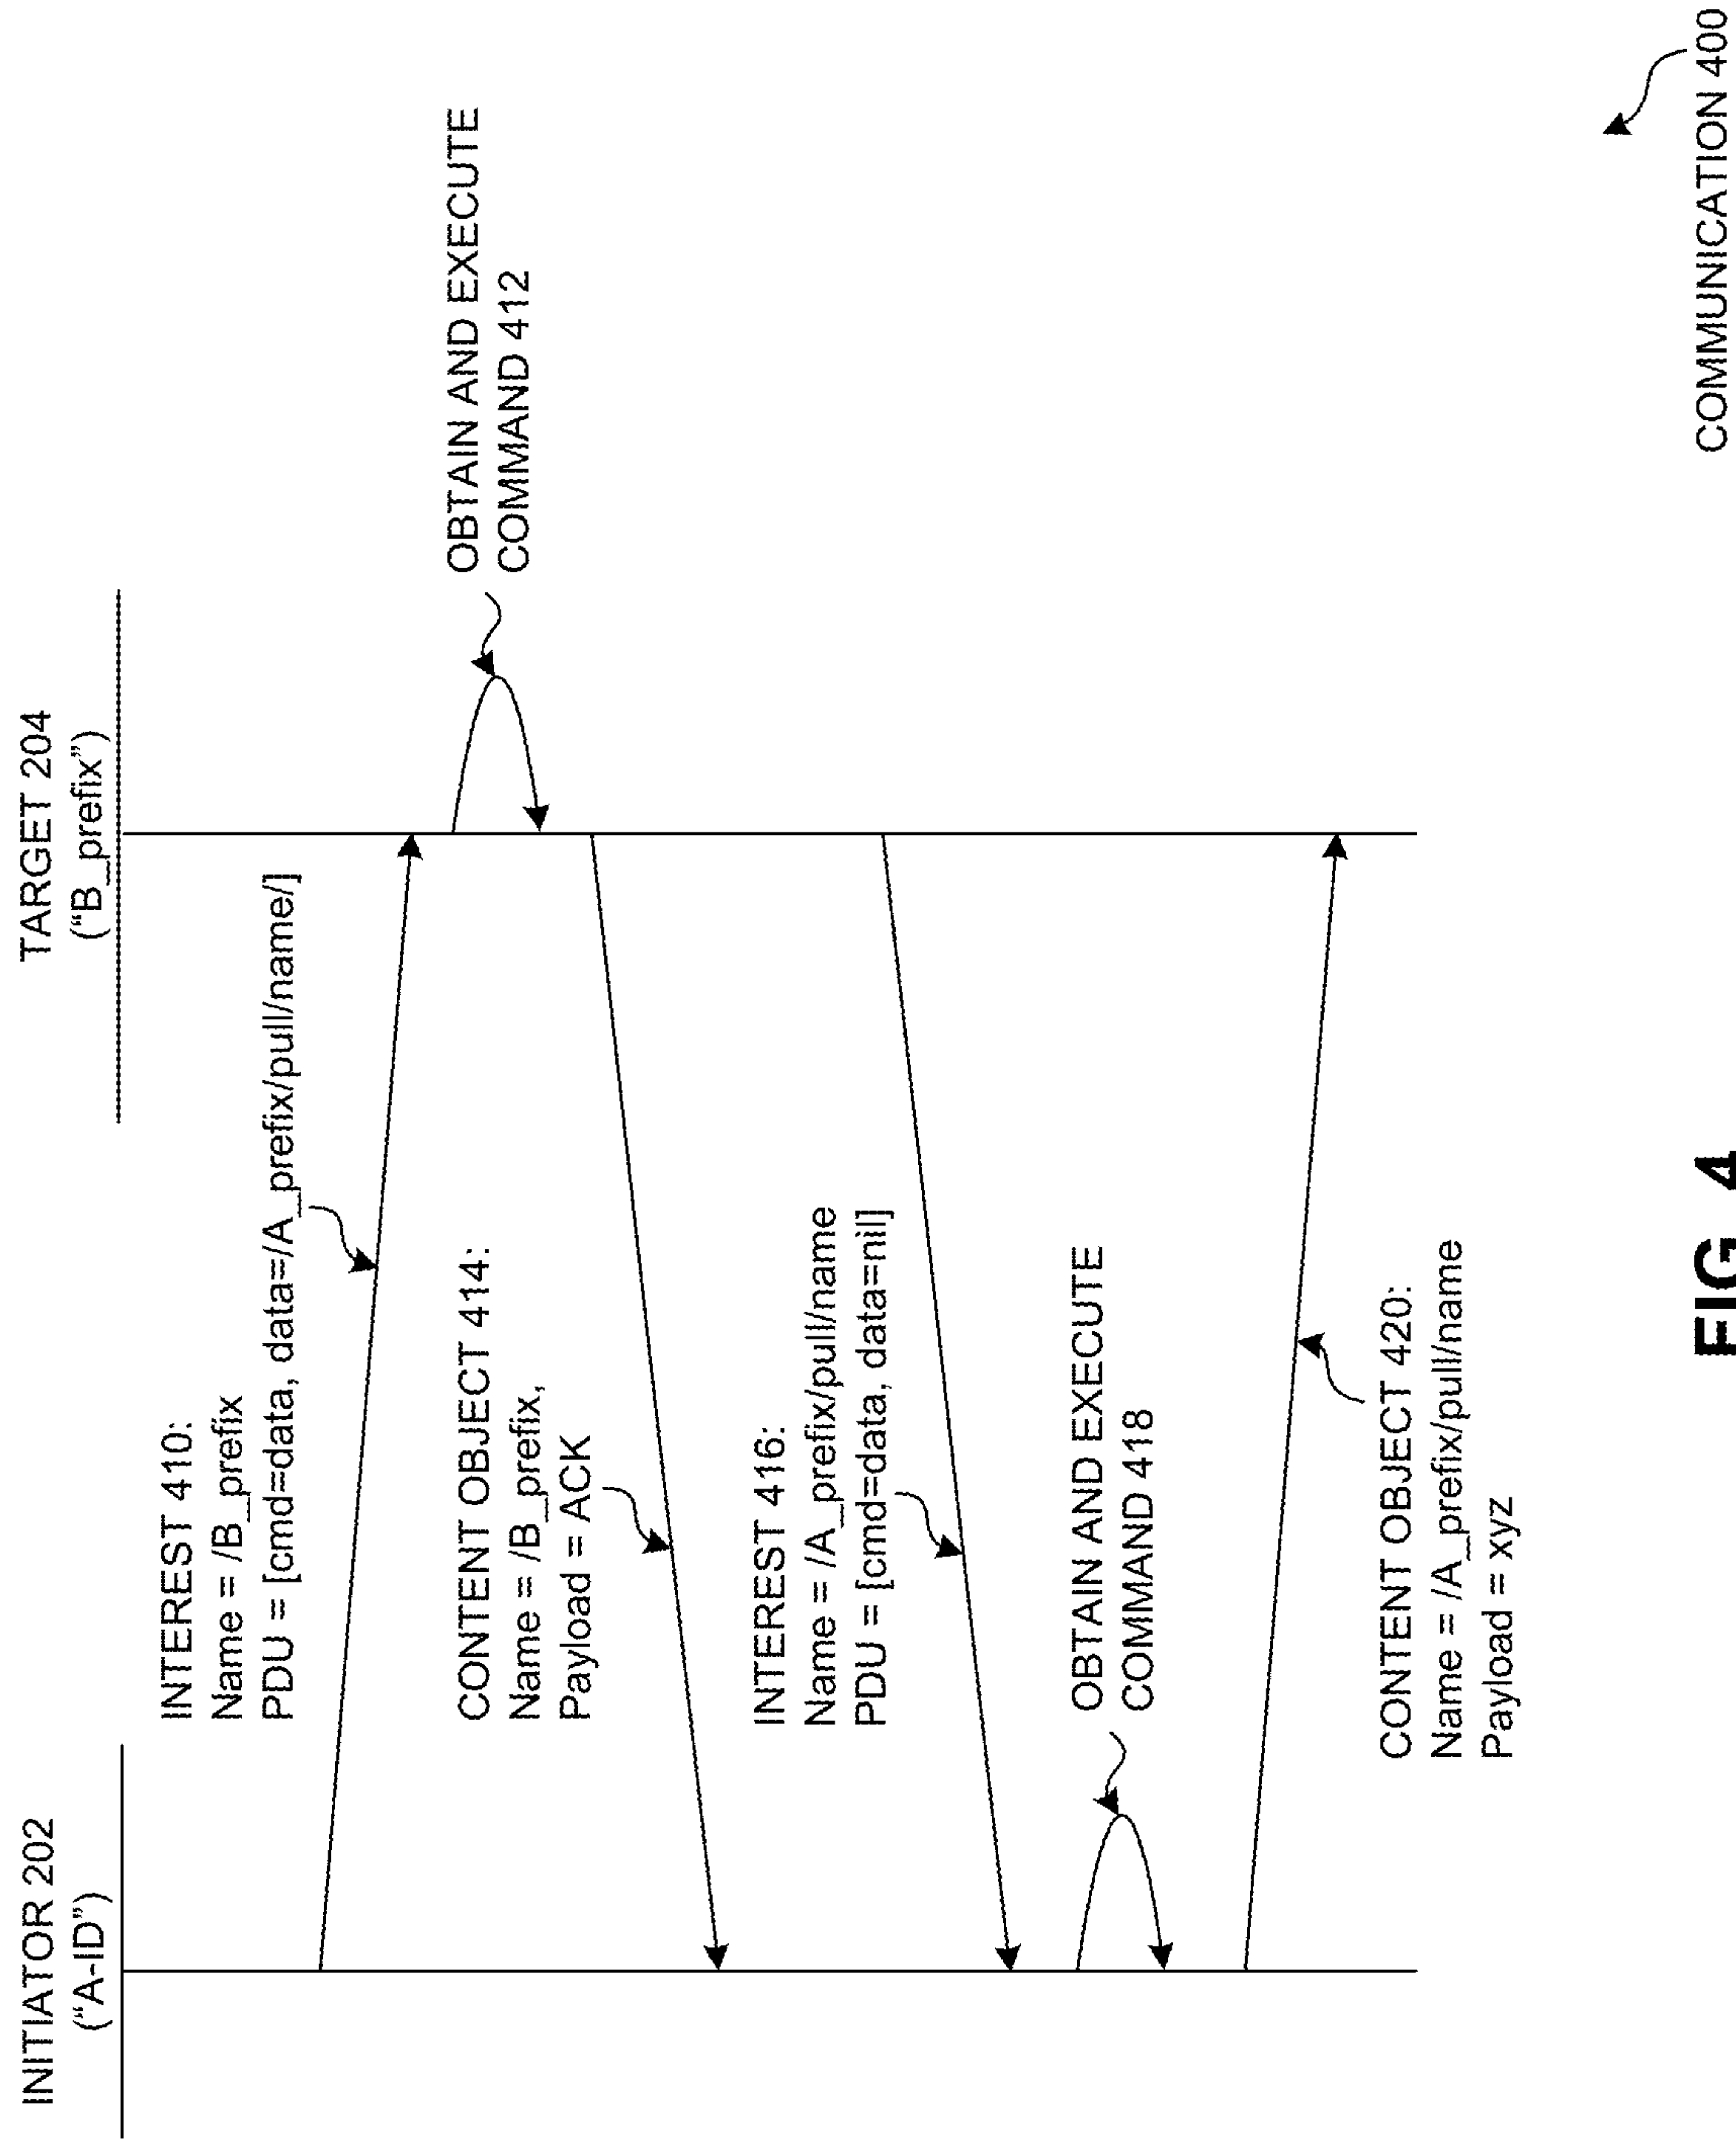 INITIATOR 202
("A-ID")
TARGET 204
("B_prefix")
INTEREST 410:
Name = /B_prefix
PDU = [cmd=data, data=/A_prefix/pull/name/]
OBTAIN AND EXECUTE
COMMAND 412
CONTENT OBJECT 414:
Name = /B_prefix,
Payload = ACK
INTEREST 416:
Name = /A_prefix/pull/name
PDU = [cmd=data, data=nil]
OBTAIN AND EXECUTE
COMMAND 418
CONTENT OBJECT 420:
Name = /A_prefix/pull/name
Payload = xyz
COMMUNICATION 400
FIG. 4